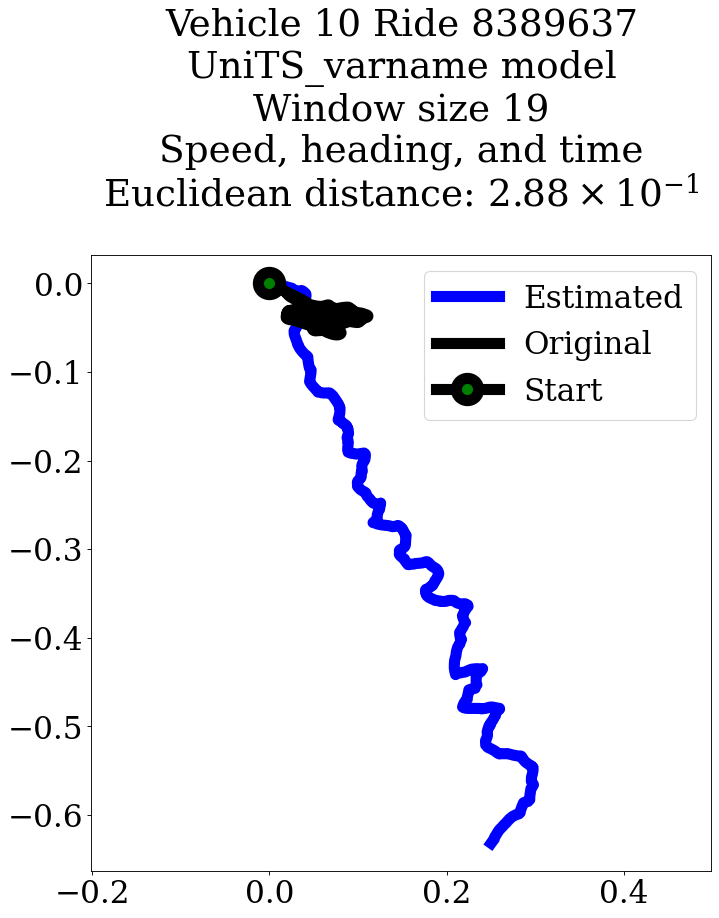 Vehicle 10 Ride 8389637
UniTS_varname model
Window size 19
Speed, heading, and time
Euclidean distance: 2.88 × 10⁻¹
Estimated
Original
Start
0.0
−0.1
−0.2
−0.3
−0.4
−0.5
−0.6
−0.2 0.0 0.2 0.4